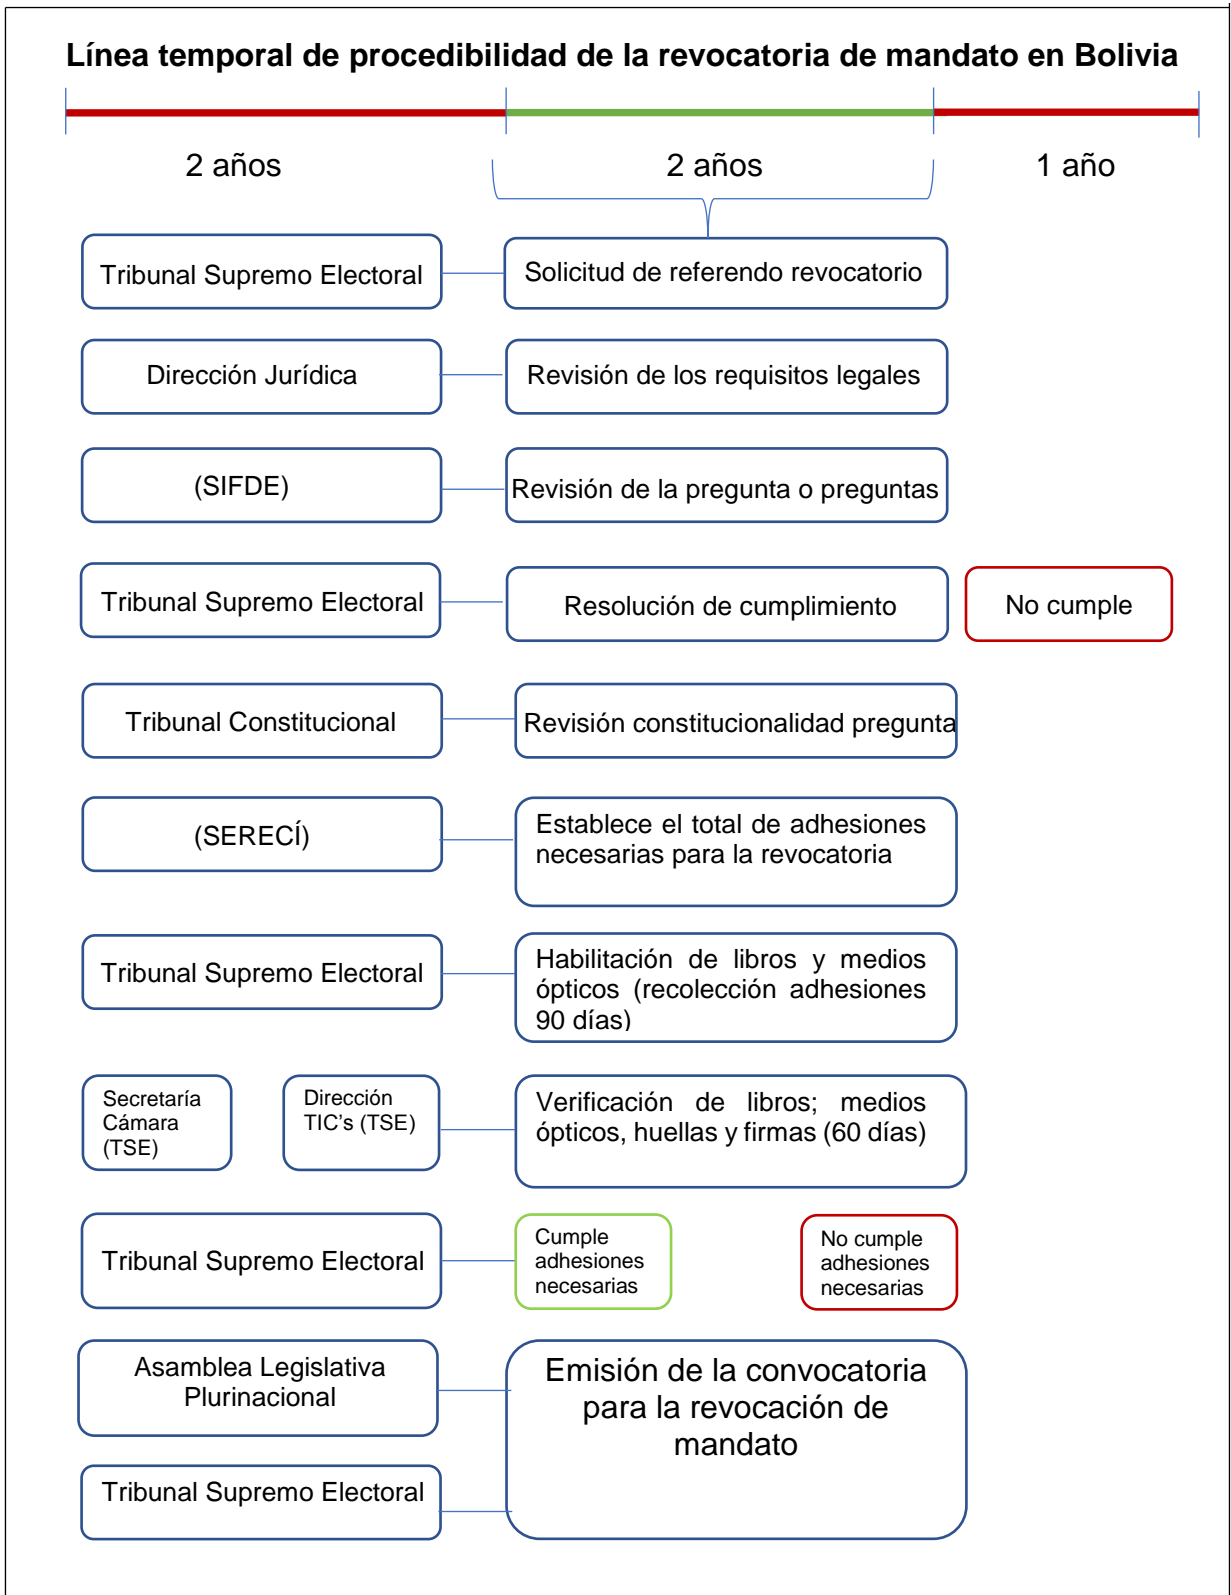 Línea temporal de procedibilidad de la revocatoria de mandato en Bolivia
2 años
2 años
1 año
Tribunal Supremo Electoral
Solicitud de referendo revocatorio
Dirección Jurídica
Revisión de los requisitos legales
(SIFDE)
Revisión de la pregunta o preguntas
Tribunal Supremo Electoral
Resolución de cumplimiento
No cumple
Tribunal Constitucional
Revisión constitucionalidad pregunta
(SERECÍ)
Establece el total de adhesiones
necesarias para la revocatoria
Tribunal Supremo Electoral
Habilitación de libros y medios
ópticos (recolección adhesiones
90 días)
Secretaría
Cámara
(TSE)
Dirección
TIC's (TSE)
Verificación de libros; medios
ópticos, huellas y firmas (60 días)
Tribunal Supremo Electoral
Cumple
adhesiones
necesarias
No cumple
adhesiones
necesarias
Asamblea Legislativa
Plurinacional
Emisión de la convocatoria
para la revocación de
mandato
Tribunal Supremo Electoral